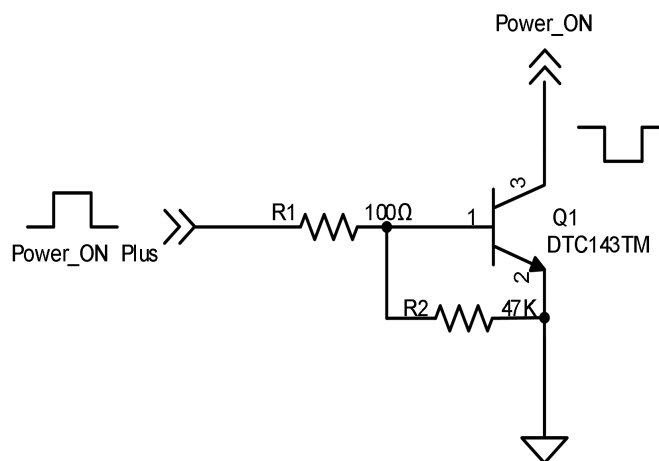 Power_ON
3
R1 100Ω 1 Q1
Power_ON Plus
DTC143TM
2
R2 47K